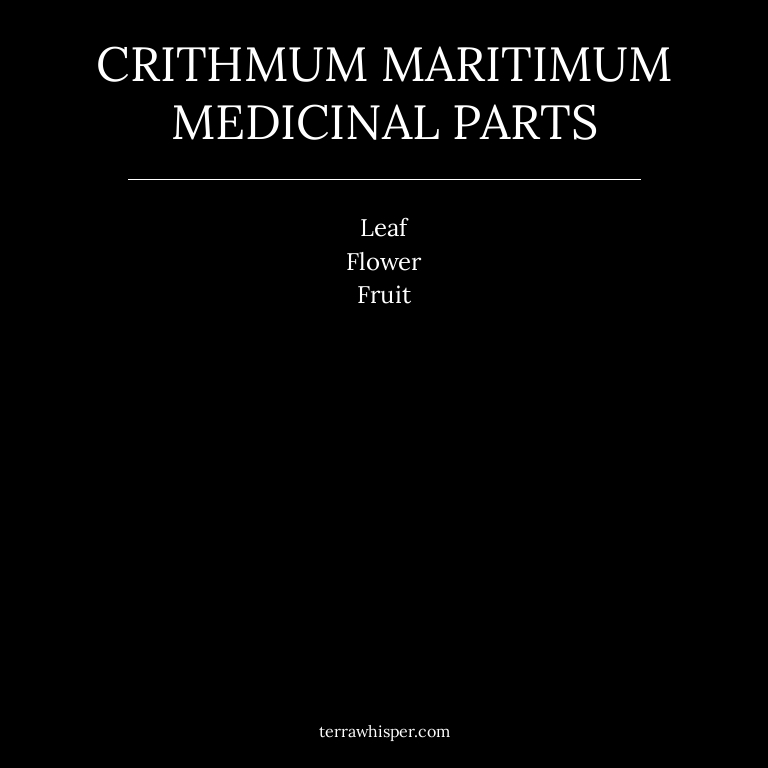 CRITHMUM MARITIMUM
MEDICINAL PARTS
Leaf
Flower
Fruit
terrawhisper.com